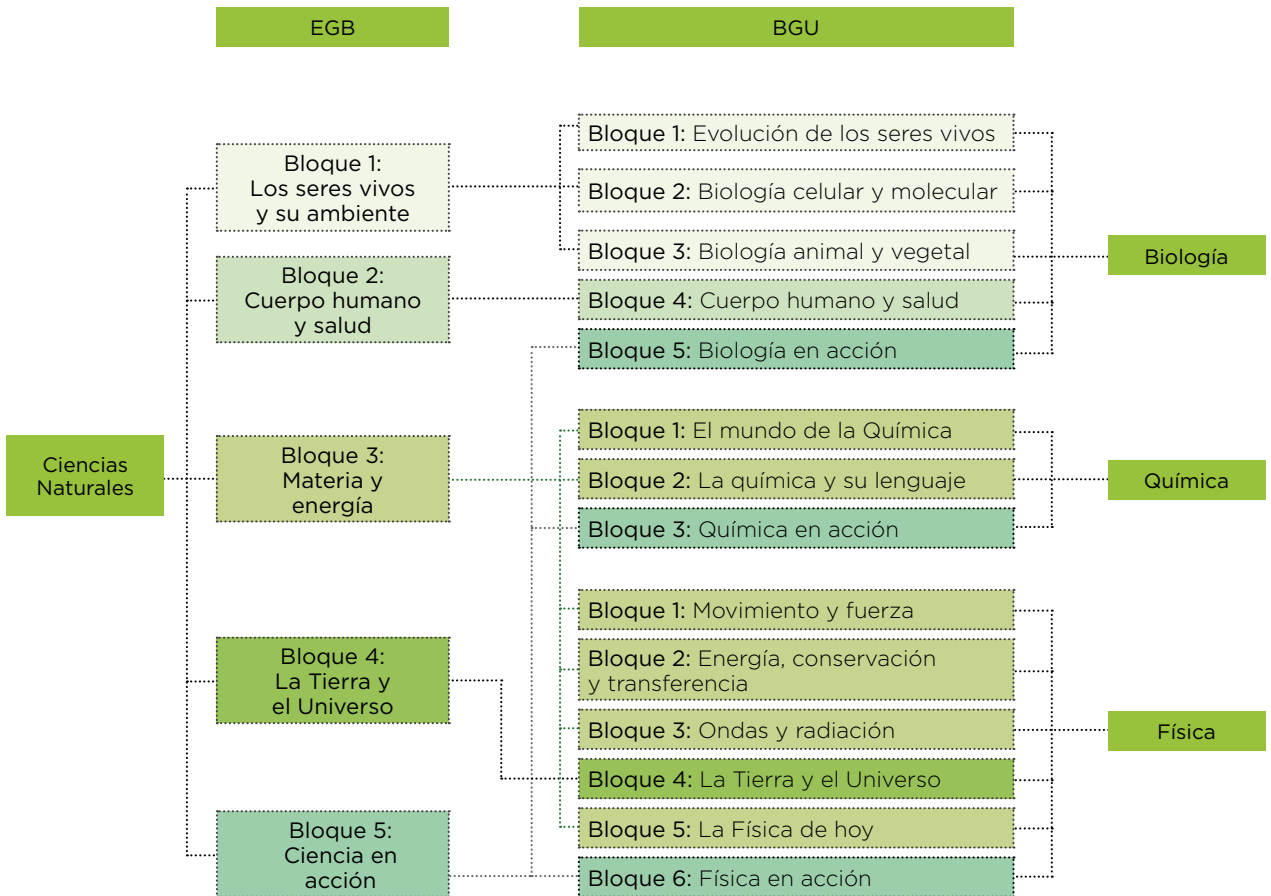 EGB
BGU
Ciencias
Naturales
Bloque 1:
Los seres vivos
y su ambiente
Bloque 2:
Cuerpo humano
y salud
Bloque 3:
Materia y
energía
Bloque 4:
La Tierra y
el Universo
Bloque 5:
Ciencia en
acción
Bloque 1: Evolución de los seres vivos
Bloque 2: Biología celular y molecular
Bloque 3: Biología animal y vegetal
Bloque 4: Cuerpo humano y salud
Bloque 5: Biología en acción
Bloque 1: El mundo de la Química
Bloque 2: La química y su lenguaje
Bloque 3: Química en acción
Bloque 1: Movimiento y fuerza
Bloque 2: Energía, conservación
y transferencia
Bloque 3: Ondas y radiación
Bloque 4: La Tierra y el Universo
Bloque 5: La Física de hoy
Bloque 6: Física en acción
Biología
Química
Física